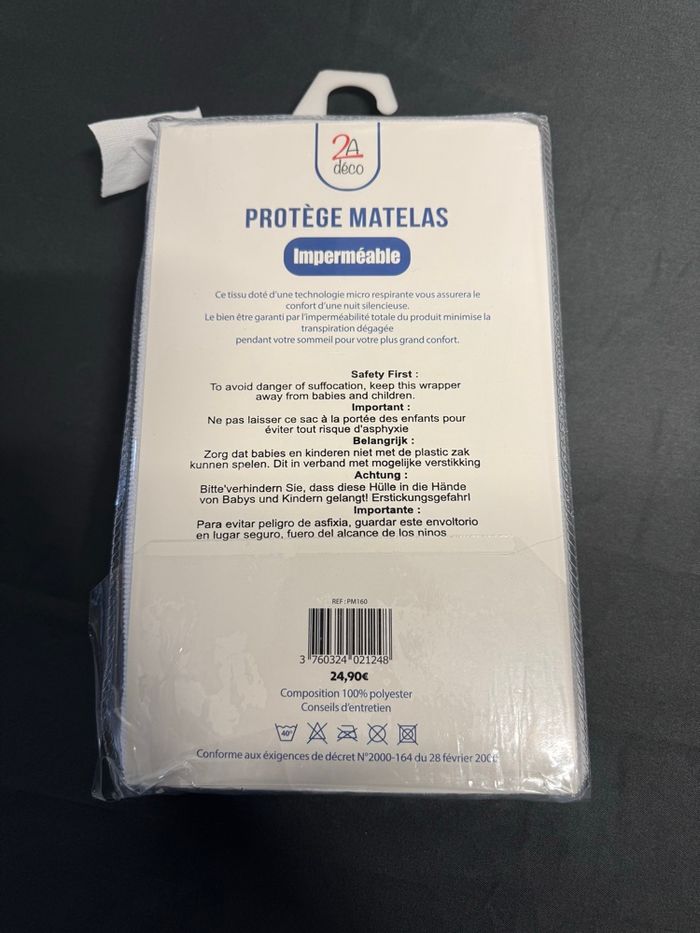 2A
déco
PROTÈGE MATELAS
Imperméable
Ce tissu doté d'une technologie micro respirante vous assurera le
confort d'une nuit silencieuse.
Le bien être garanti par l'imperméabilité totale du produit minimise la
transpiration dégagée
pendant votre sommeil pour votre plus grand confort.
Safety First :
To avoid danger of suffocation, keep this wrapper
away from babies and children.
Important :
Ne pas laisser ce sac à la portée des enfants pour
éviter tout risque d'asphyxie
Belangrijk :
Zorg dat babies en kinderen niet met de plastic zak
kunnen spelen. Dit in verband met mogelijke verstikking
Achtung :
Bitte'verhindern Sie, dass diese Hülle in die Hände
von Babys und Kindern gelangt! Erstickungsgefahrl
Importante :
Para evitar peligro de asfixia, guardar este envoltorio
en lugar seguro, fuero del alcance de los ninos
REF : PM160
3 760324 021248
24,90€
Composition 100% polyester
Conseils d'entretien
40°
Conforme aux éxigences de décret N°2000-164 du 28 février